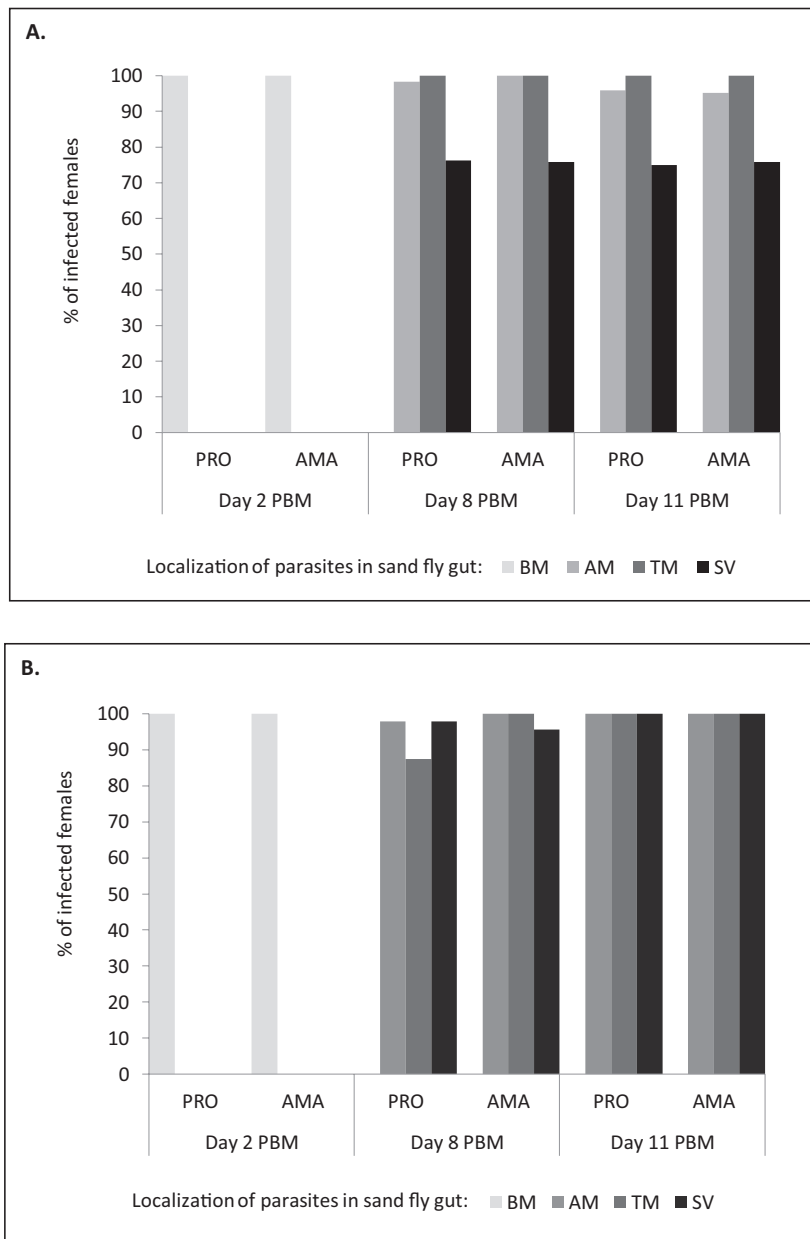 A.
100
90
80
70
60
50
40
30
20
10
0
% of infected females
PRO AMA PRO AMA PRO AMA
Day 2 PBM Day 8 PBM Day 11 PBM
Localization of parasites in sand fly gut: BM AM TM SV
B.
100
90
80
70
60
50
40
30
20
10
0
% of infected females
PRO AMA PRO AMA PRO AMA
Day 2 PBM Day 8 PBM Day 11 PBM
Localization of parasites in sand fly gut: BM AM TM SV